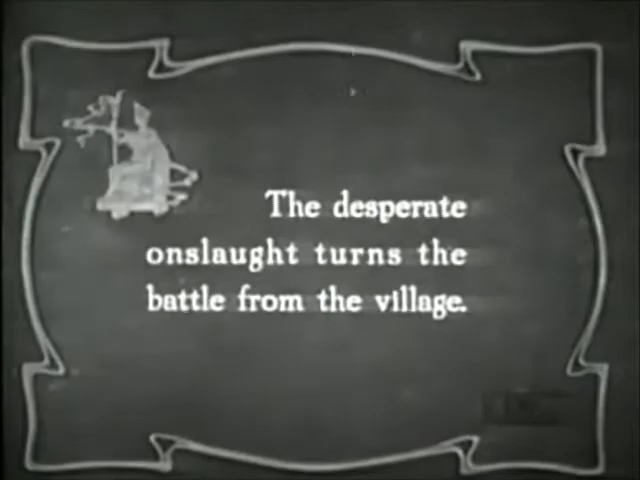 The desperate
onslaught turns the
battle from the village.